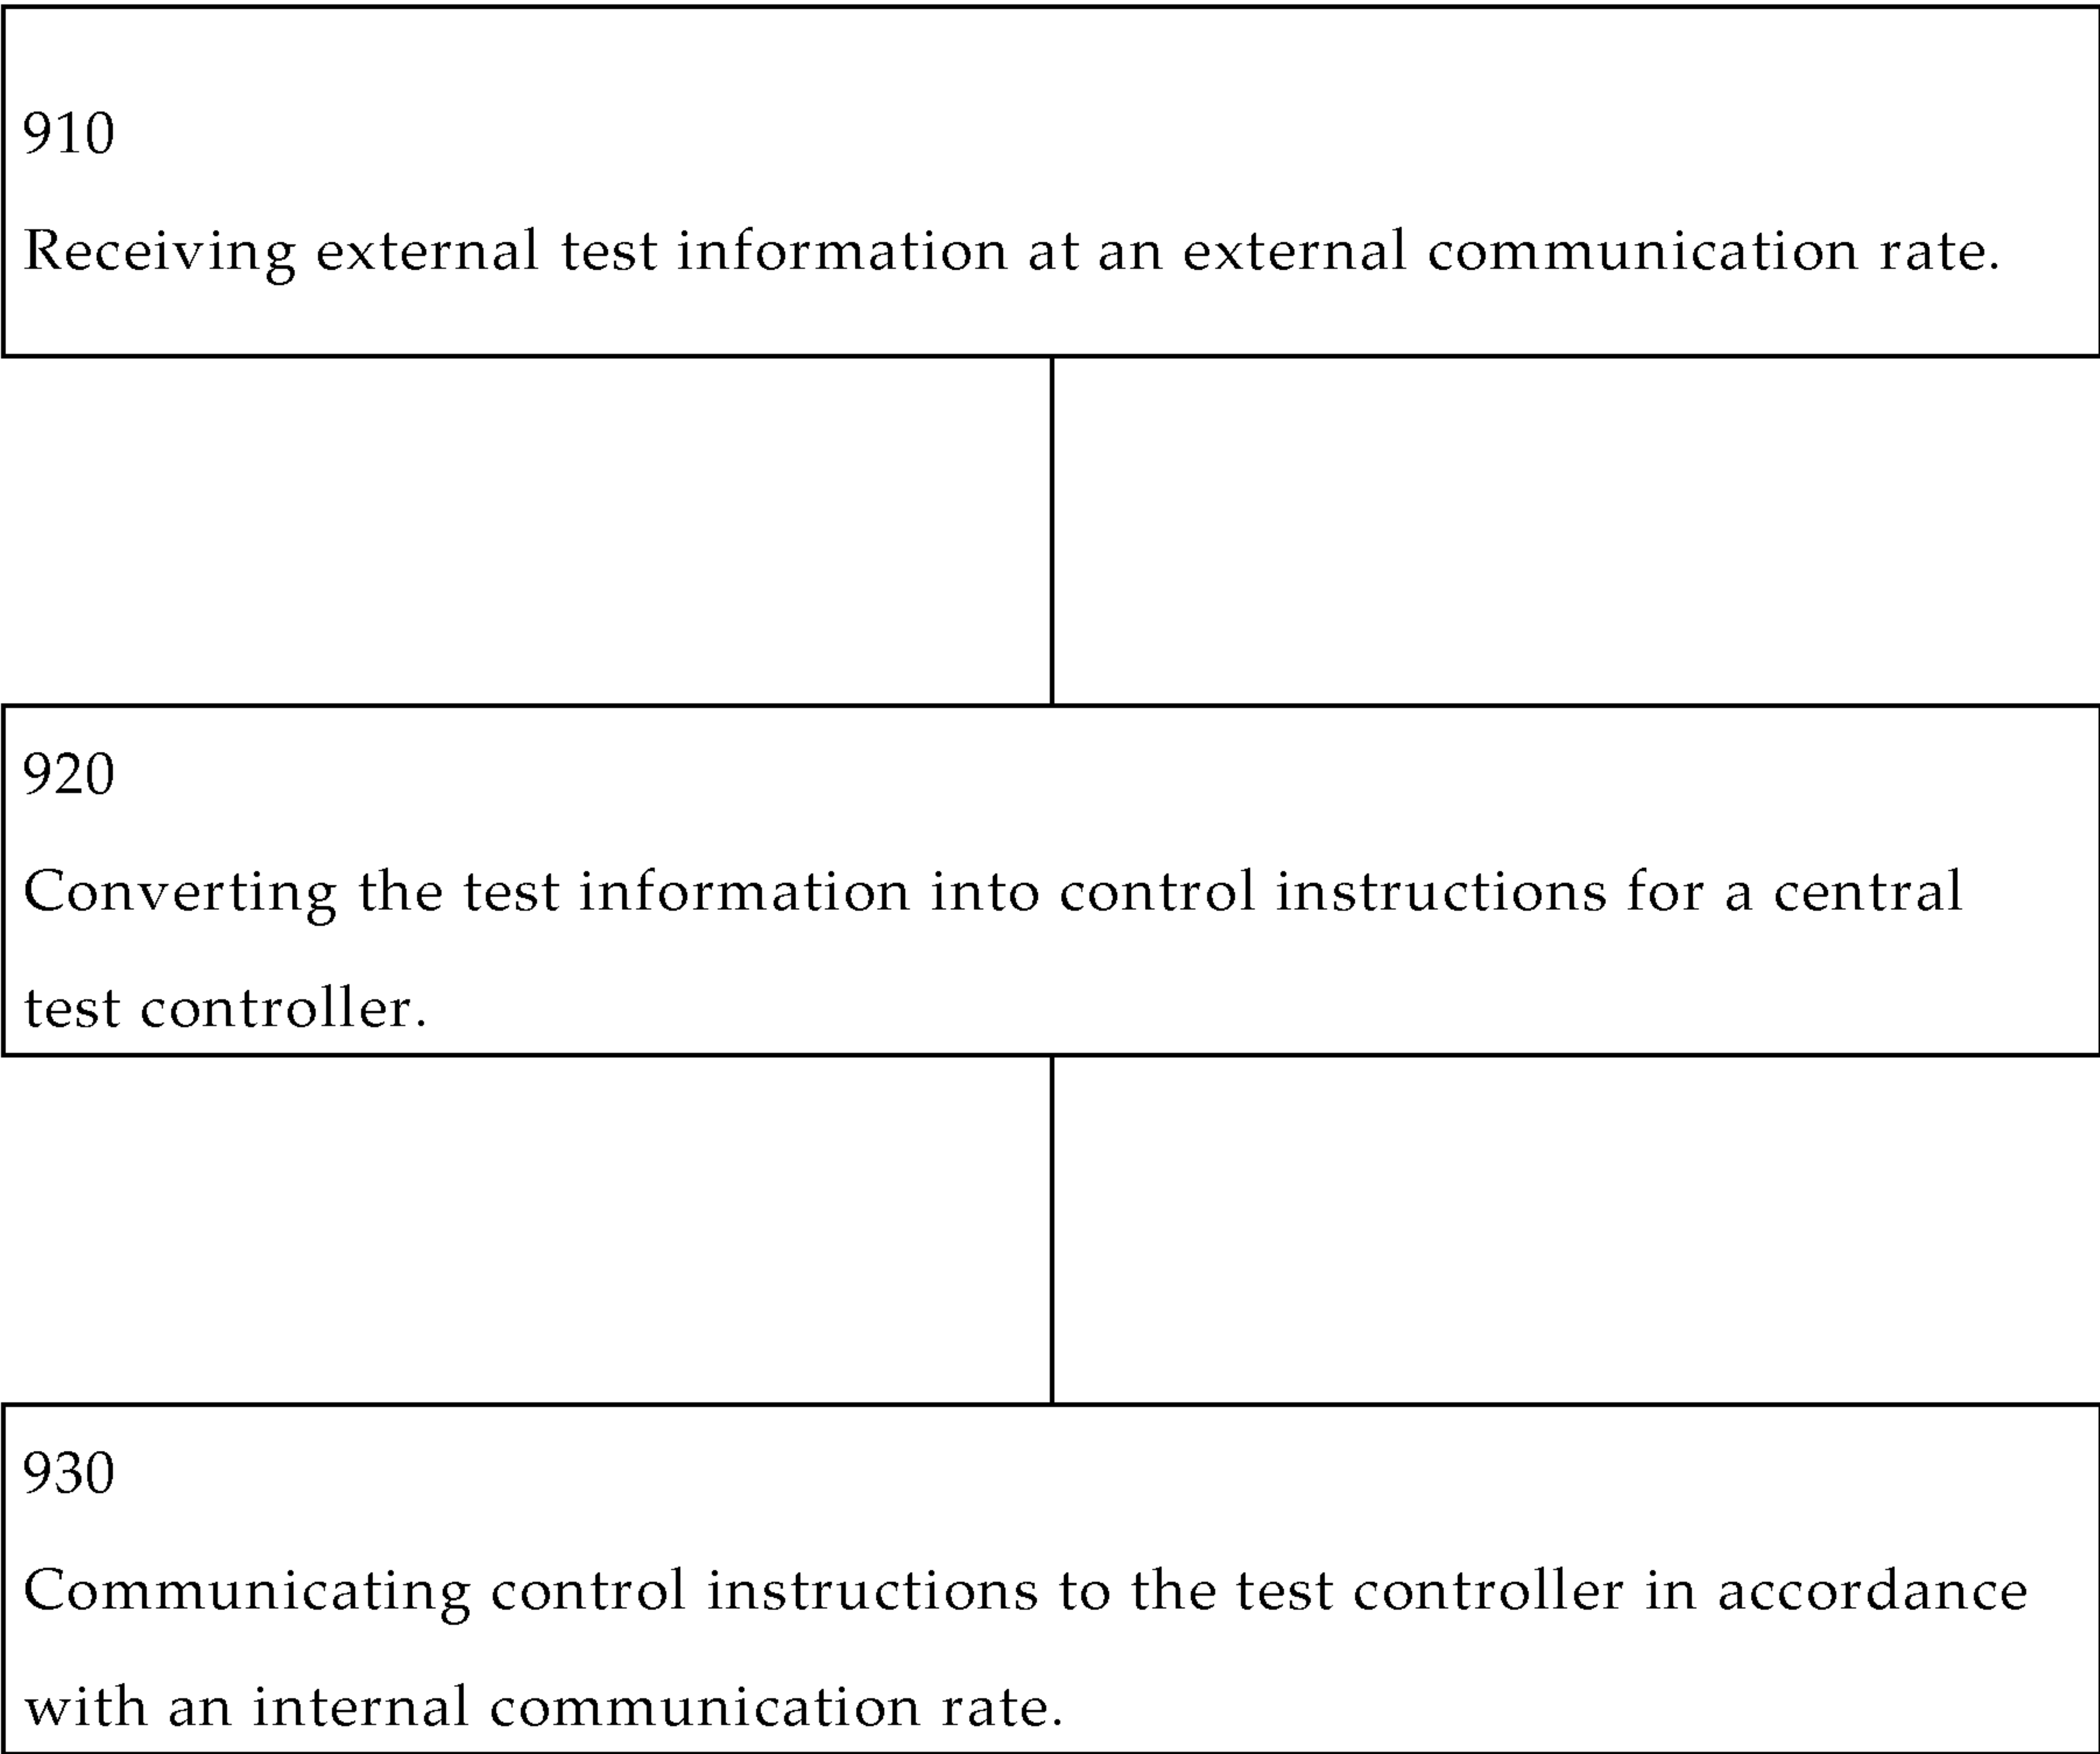 910
Receiving external test information at an external communication rate.
920
Converting the test information into control instructions for a central
test controller.
930
Communicating control instructions to the test controller in accordance
with an internal communication rate.